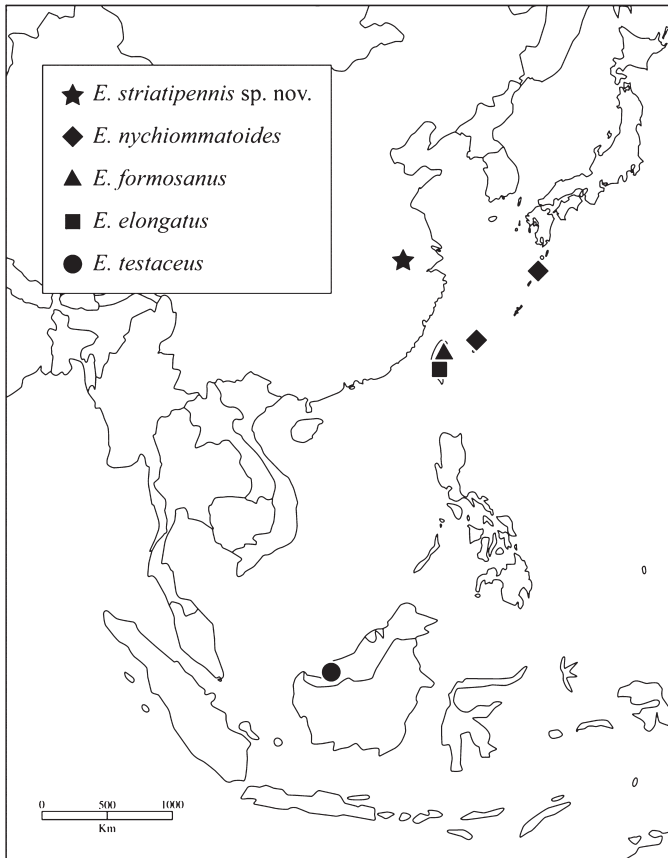 E. striatipennis sp. nov.
E. nychiommatoides
E. formosanus
E. elongatus
E. testaceus
0 500 1000
Km